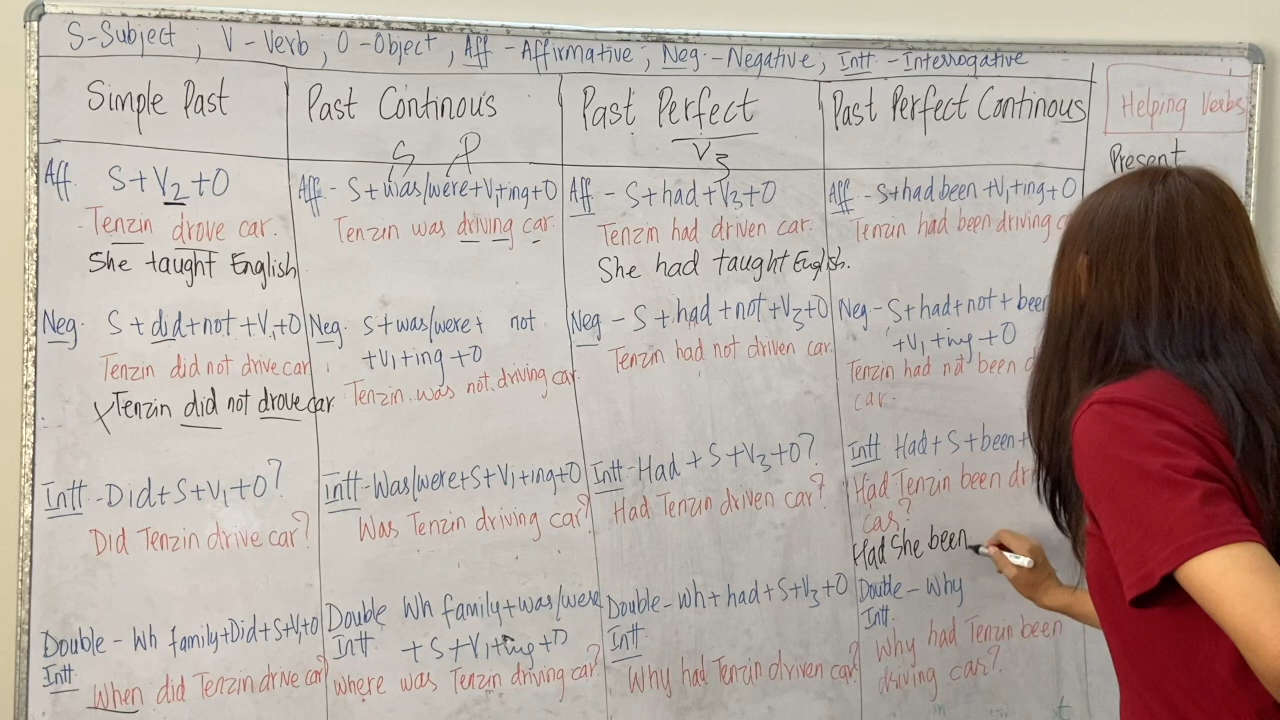 S-Subject, V-Verb, O-Object, Aff-Affirmative, Neg-Negative, Intt-Interrogative
Simple Past
Aff. S+V2+O
Tenzin drove car.
She taught English
Neg. S+did+not+V1+O
Tenzin did not drive car
X Tenzin did not drove car.
Intt-Did+S+V1+O?
Did Tenzin drive car?
Double - Wh family+Did+S+V1+O
Intt
When did Tenzin drive car?
Past Continous
S P
Aff- S+was/were+V1+ing+O
Tenzin was driving car.
Neg. S+was/were+ not
+V1+ing+O
Tenzin was not driving car.
Intt-Was/were+S+V1+ing+O
Was Tenzin driving car?
Double Wh family+was/were
Intt +S+V1+ing+O
where was Tenzin driving car?
Past Perfect
V3
Aff - S+had+V3+O
Tenzin had driven car.
She had taught English.
Neg - S+had+not+V3+O
Tenzin had not driven car.
Intt-Had+S+V3+O?
Had Tenzin driven car?
Double-Wh+had+S+V3+O
Intt.
Why had Tenzin driven car?
Past Perfect Continous
Aff -S+had been+V1+ing+O
Tenzin had been driving
Neg-S+had+not+been
+V1+ing+O
Tenzin had not been
car.
Intt Had+S+been+
Had Tenzin been
car?
Had She been
Double - Why
Intt.
Why had Tenzin been
driving car?
Helping Verbs
Present